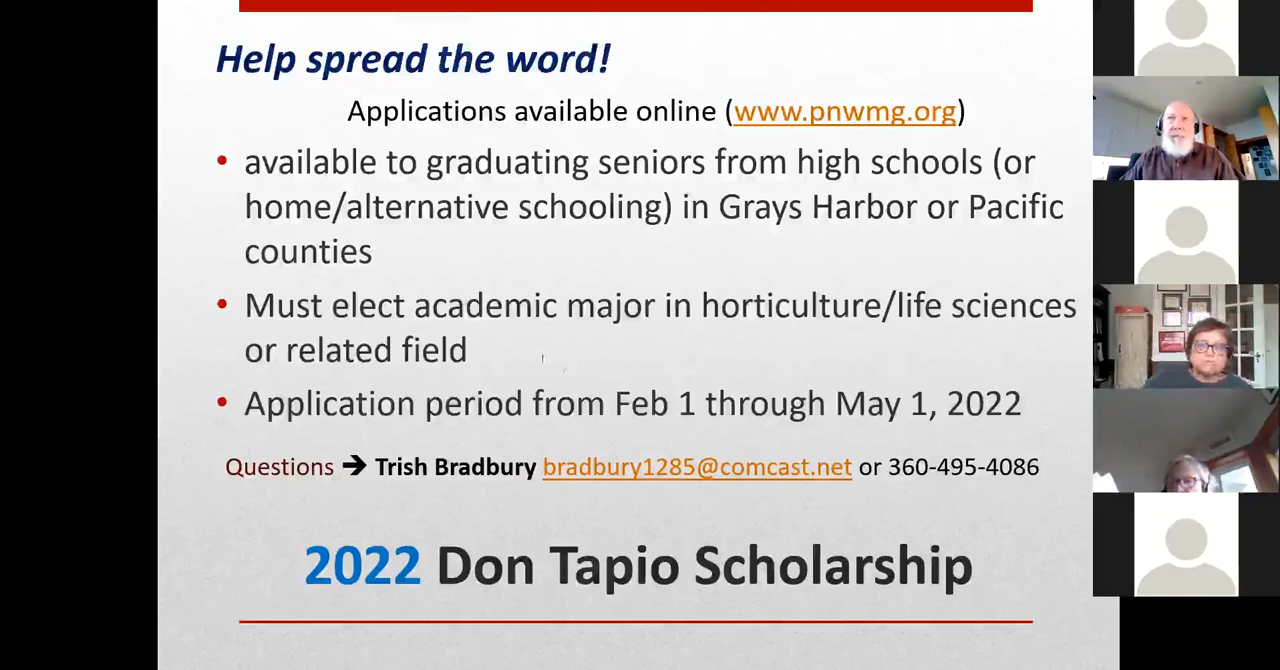 Help spread the word!
Applications available online (www.pnwmg.org)
• available to graduating seniors from high schools (or
home/alternative schooling) in Grays Harbor or Pacific
counties
• Must elect academic major in horticulture/life sciences
or related field
• Application period from Feb 1 through May 1, 2022
Questions ➔ Trish Bradbury bradbury1285@comcast.net or 360-495-4086
2022 Don Tapio Scholarship